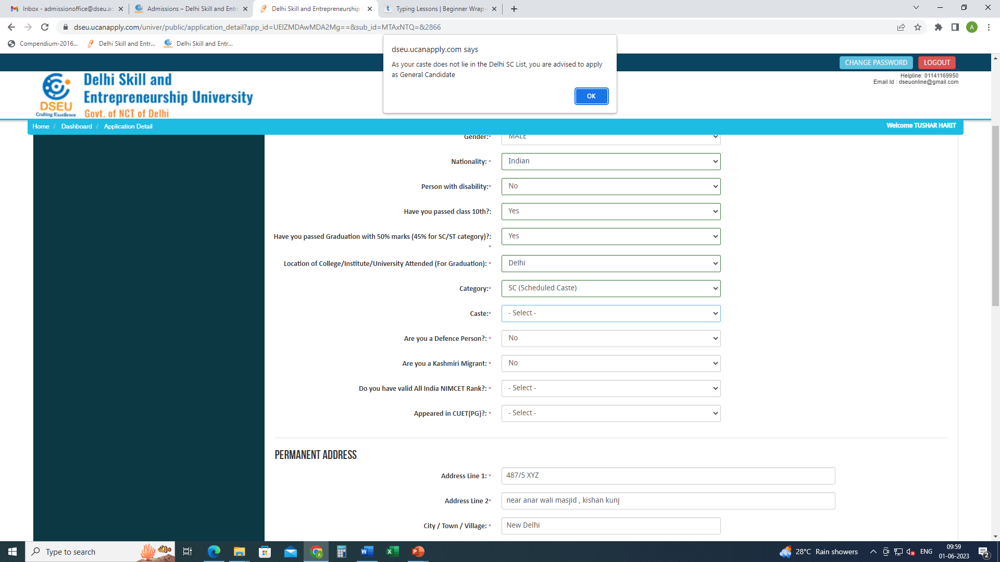 Inbox - admissionoffice@dseu.ac
Admissions – Delhi Skill and Entr
Delhi Skill and Entrepreneurship
Typing Lessons | Beginner Wrap-
dseu.ucanapply.com/univer/public/application_detail?app_id=UElZMDAwMDA2Mg==&sub_id=MTAxNTQ=&2866
A
Compendium-2016...
Delhi Skill and Entr...
Delhi Skill and Entr...
dseu.ucanapply.com says
As your caste does not lie in the Delhi SC List, you are advised to apply
as General Candidate
OK
CHANGE PASSWORD
LOGOUT
Helpline: 01141169950
Email Id : dseuonline@gmail.com
DSEU
Crafting Excellence
Delhi Skill and
Entrepreneurship University
Govt. of NCT of Delhi
Home / Dashboard / Application Detail
Welcome TUSHAR HARIT
Gender:* MALE
Nationality: * Indian
Person with disability:* No
Have you passed class 10th?: Yes
Have you passed Graduation with 50% marks (45% for SC/ST category)?: Yes
*
Location of College/Institute/University Attended (For Graduation): * Delhi
Category:* SC (Scheduled Caste)
Caste:* - Select -
Are you a Defence Person?: * No
Are you a Kashmiri Migrant: * No
Do you have valid All India NIMCET Rank?: * - Select -
Appeared in CUET(PG)?: * - Select -
PERMANENT ADDRESS
Address Line 1: * 487/5 XYZ
Address Line 2* near anar wali masjid , kishan kunj
City / Town / Village: * New Delhi
Type to search
28°C Rain showers
ENG
09:59
01-06-2023
2